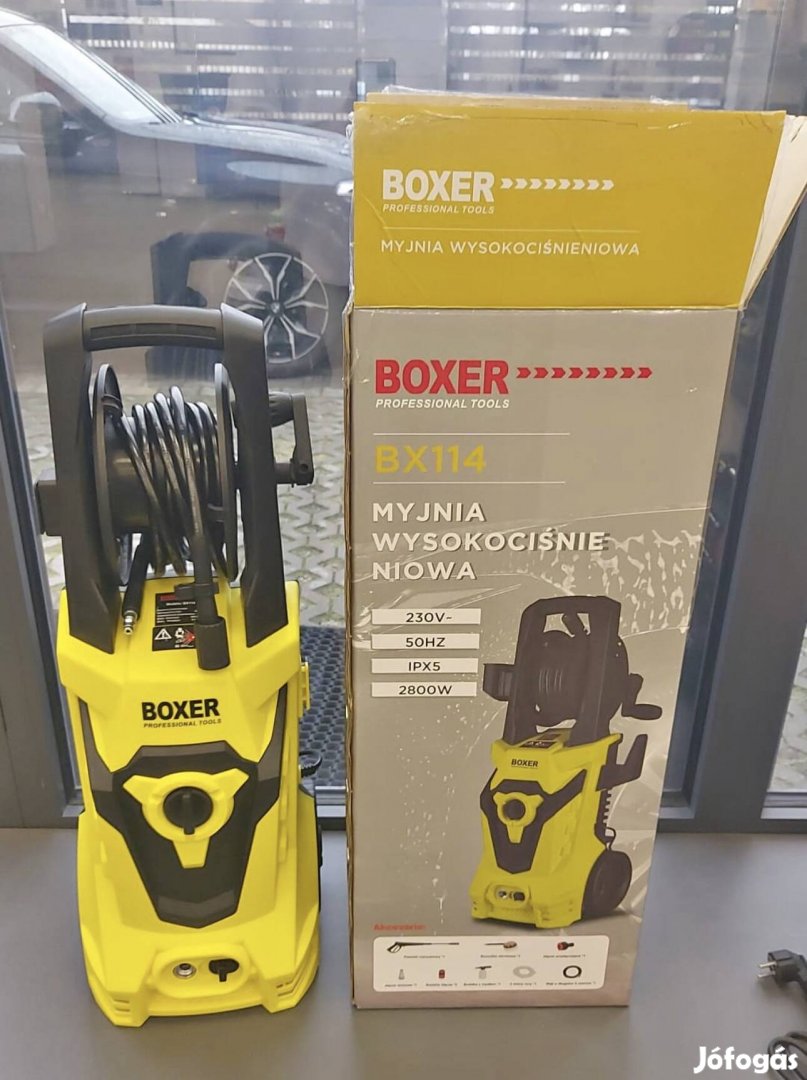 BOXER
PROFESSIONAL TOOLS
MYJNIA WYSOKOCIŚNIENIOWA
BOXER
PROFESSIONAL TOOLS
BX114
MYJNIA
WYSOKOCIŚNIE
NIOWA
230V~
50HZ
IPX5
2800W
BOXER
BOXER
PROFESSIONAL TOOLS
Jófogás